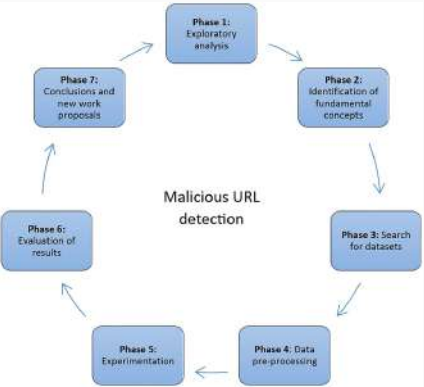 Phase 1:
Exploratory
analysis
Phase 2:
Identification of
fundamental
concepts
Phase 3: Search
for datasets
Phase 4: Data
pre-processing
Phase 5:
Experimentation
Phase 6:
Evaluation of
results
Phase 7:
Conclusions and
new work
proposals
Malicious URL
detection